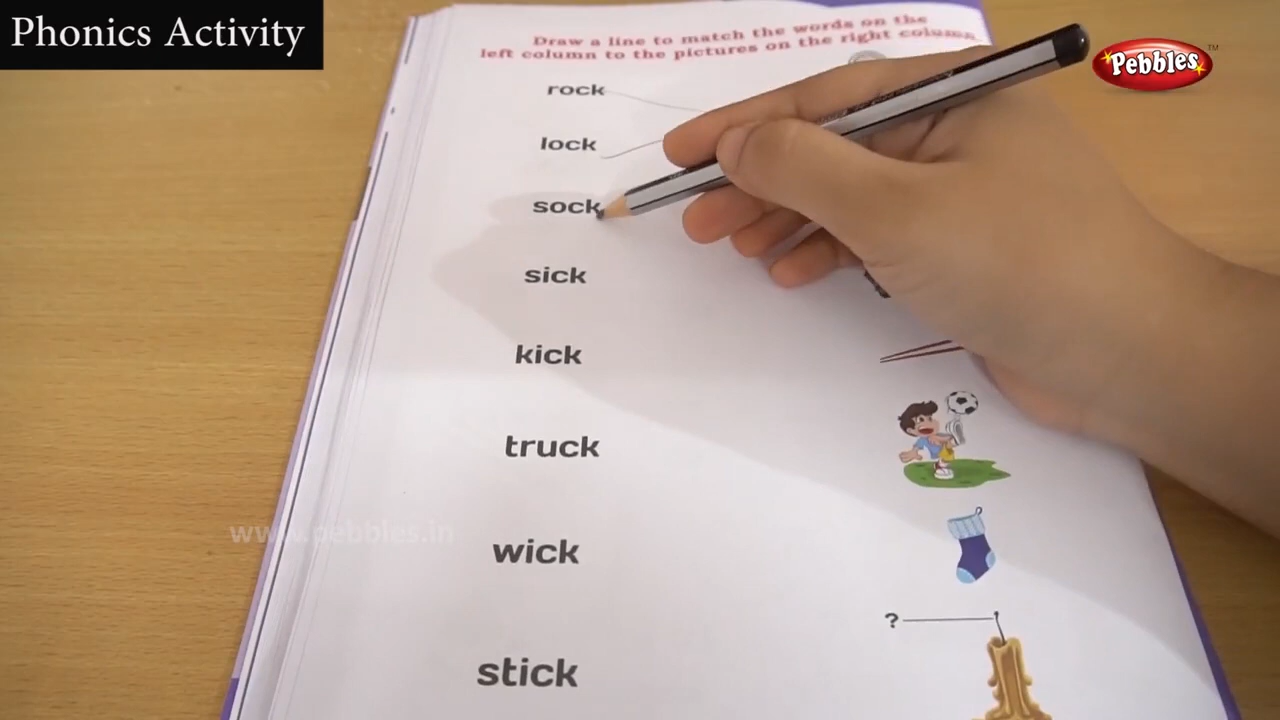 Phonics Activity
Draw a line to match the words on the
left column to the pictures on the right column
Pebbles™
rock
lock
sock
sick
kick
truck
www.pebbles.in
wick
?
stick